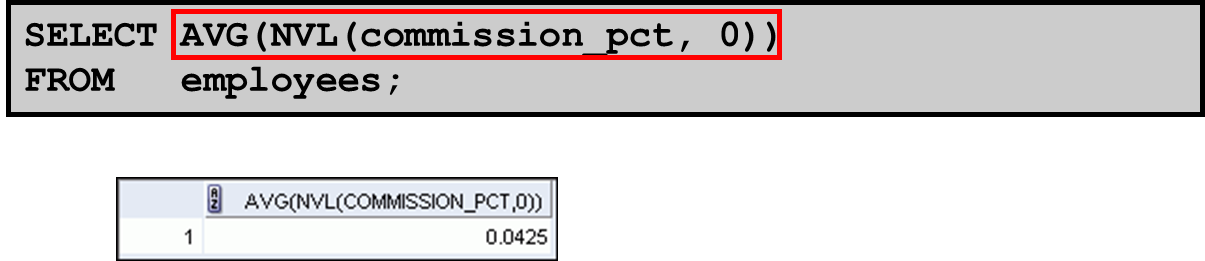 SELECT AVG(NVL(commission_pct, 0))
FROM employees;
AVG(NVL(COMMISSION_PCT,0))
1 0.0425